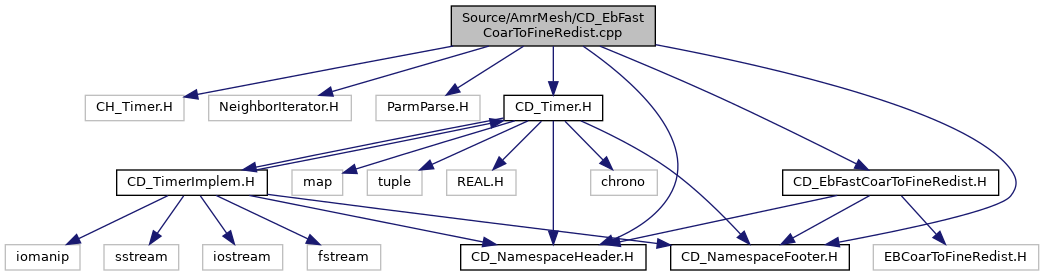 Source/AmrMesh/CD_EbFast
CoarToFineRedist.cpp
CH_Timer.H
NeighborIterator.H
ParmParse.H
CD_Timer.H
CD_TimerImplem.H
map
tuple
REAL.H
chrono
CD_EbFastCoarToFineRedist.H
iomanip
sstream
iostream
fstream
CD_NamespaceHeader.H
CD_NamespaceFooter.H
EBCoarToFineRedist.H